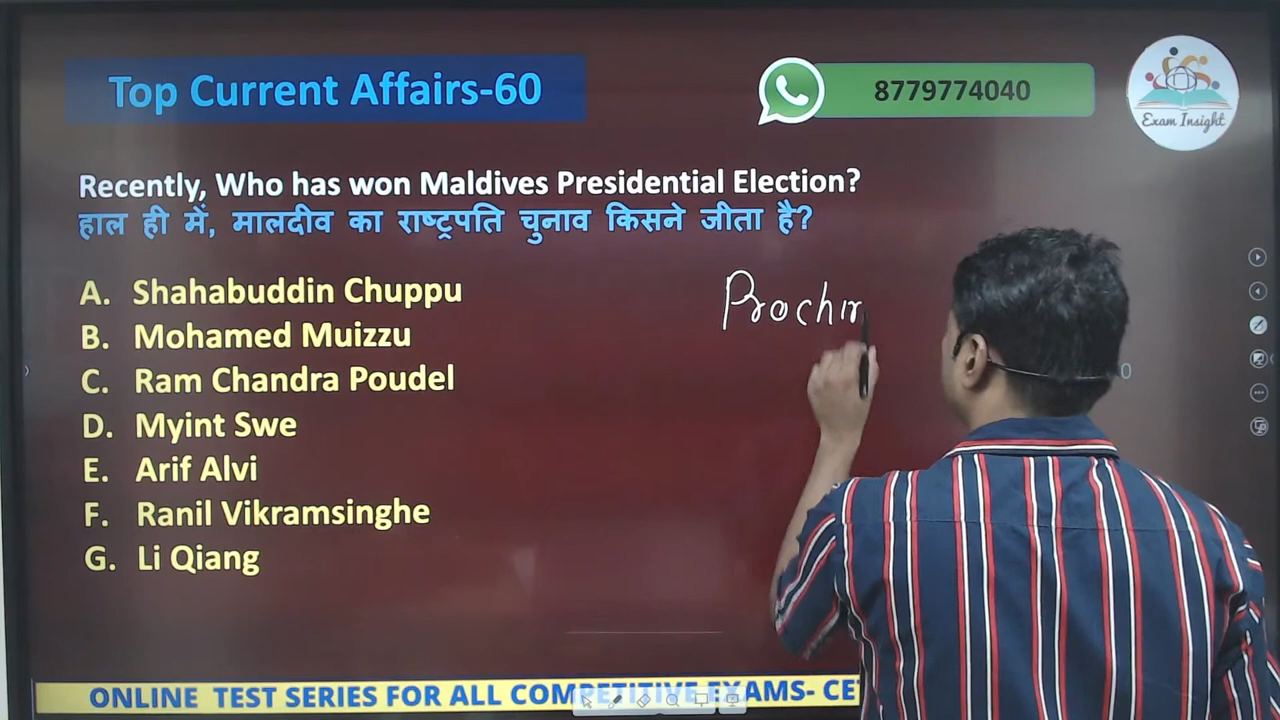 Top Current Affairs-60
8779774040
Exam Insight
Recently, Who has won Maldives Presidential Election?
हाल ही में, मालदीव का राष्ट्रपति चुनाव किसने जीता है?
A. Shahabuddin Chuppu
B. Mohamed Muizzu
C. Ram Chandra Poudel
D. Myint Swe
E. Arif Alvi
F. Ranil Vikramsinghe
G. Li Qiang
ONLINE TEST SERIES FOR ALL COMPETITIVE EXAMS- CE